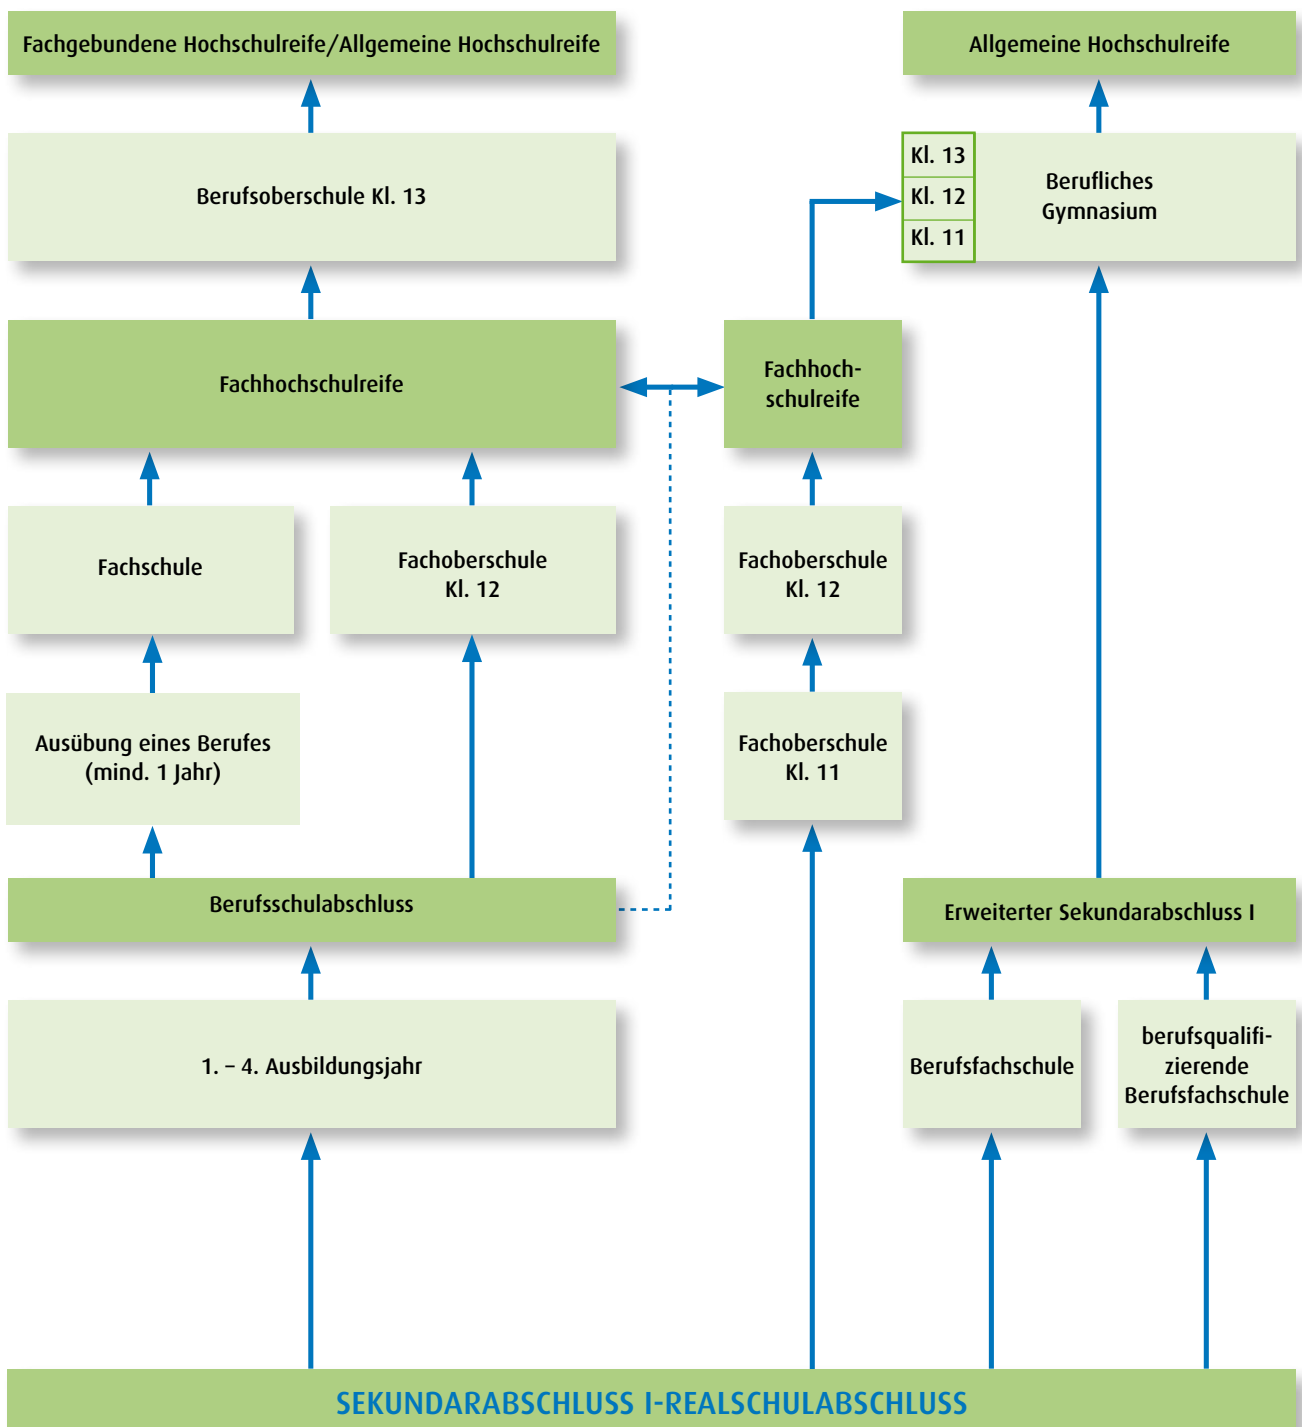 Fachgebundene Hochschulreife/Allgemeine Hochschulreife
Allgemeine Hochschulreife
Berufsoberschule Kl. 13
Kl. 13
Kl. 12
Kl. 11
Berufliches
Gymnasium
Fachhochschulreife
Fachhoch-
schulreife
Fachschule
Fachoberschule
Kl. 12
Fachoberschule
Kl. 12
Ausübung eines Berufes
(mind. 1 Jahr)
Fachoberschule
Kl. 11
Berufsschulabschluss
Erweiterter Sekundarabschluss I
1. – 4. Ausbildungsjahr
Berufsfachschule
berufsqualifi-
zierende
Berufsfachschule
SEKUNDARABSCHLUSS I-REALSCHULABSCHLUSS